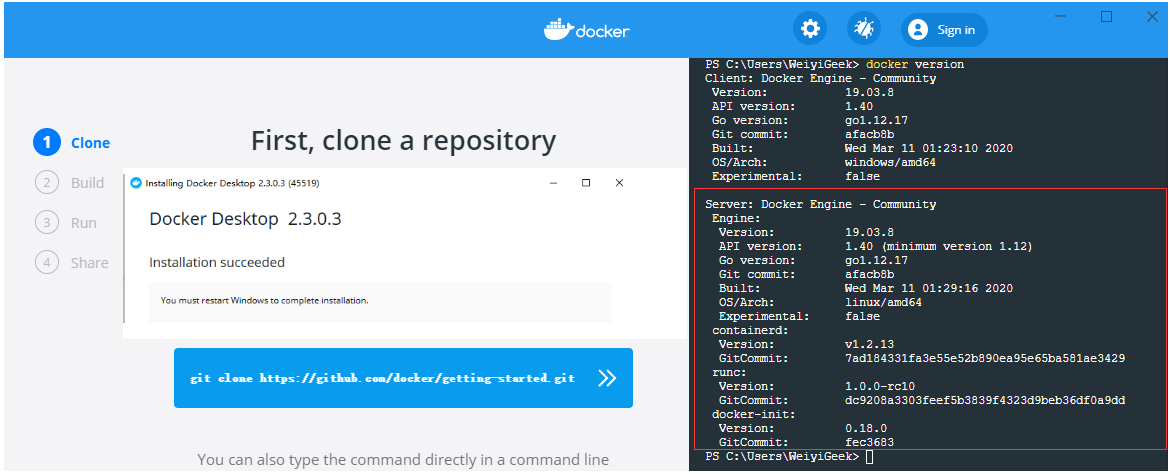 docker
Sign in
1 Clone
2 Build
3 Run
4 Share
First, clone a repository
Installing Docker Desktop 2.3.0.3 (45519)
Docker Desktop 2.3.0.3
Installation succeeded
You must restart Windows to complete installation.
git clone https://github.com/docker/getting-started.git
You can also type the command directly in a command line
PS C:\Users\WeiyiGeek> docker version
Client: Docker Engine - Community
Version: 19.03.8
API version: 1.40
Go version: go1.12.17
Git commit: afacb8b
Built: Wed Mar 11 01:23:10 2020
OS/Arch: windows/amd64
Experimental: false
Server: Docker Engine - Community
Engine:
Version: 19.03.8
API version: 1.40 (minimum version 1.12)
Go version: go1.12.17
Git commit: afacb8b
Built: Wed Mar 11 01:29:16 2020
OS/Arch: linux/amd64
Experimental: false
containerd:
Version: v1.2.13
GitCommit: 7ad184331fa3e55e52b890ea95e65ba581ae3429
runc:
Version: 1.0.0-rc10
GitCommit: dc9208a3303feef5b3839f4323d9beb36df0a9dd
docker-init:
Version: 0.18.0
GitCommit: fec3683
PS C:\Users\WeiyiGeek>